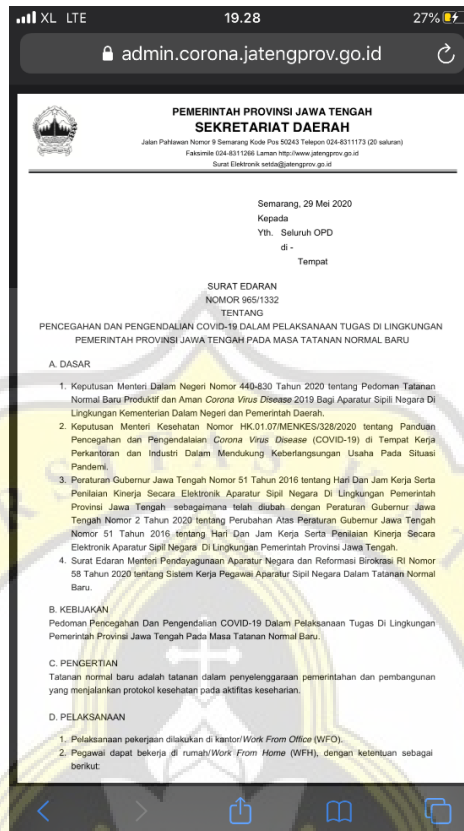 XL LTE 19.28 27%
admin.corona.jatengprov.go.id
PEMERINTAH PROVINSI JAWA TENGAH
SEKRETARIAT DAERAH
Jalan Pahlawan Nomor 9 Semarang Kode Pos 50243 Telepon 024-8311173 (20 saluran)
Faksimile 024-8311266 Laman http://www.jatengprov.go.id
Surat Elektronik setda@jatengprov.go.id
Semarang, 29 Mei 2020
Kepada
Yth. Seluruh OPD
di -
Tempat
SURAT EDARAN
NOMOR 965/1332
TENTANG
PENCEGAHAN DAN PENGENDALIAN COVID-19 DALAM PELAKSANAAN TUGAS DI LINGKUNGAN
PEMERINTAH PROVINSI JAWA TENGAH PADA MASA TATANAN NORMAL BARU
A. DASAR
1. Keputusan Menteri Dalam Negeri Nomor 440-830 Tahun 2020 tentang Pedoman Tatanan
Normal Baru Produktif dan Aman Corona Virus Disease 2019 Bagi Aparatur Sipili Negara Di
Lingkungan Kementerian Dalam Negeri dan Pemerintah Daerah.
2. Keputusan Menteri Kesehatan Nomor HK.01.07/MENKES/328/2020 tentang Panduan
Pencegahan dan Pengendalaian Corona Virus Disease (COVID-19) di Tempat Kerja
Perkantoran dan Industri Dalam Mendukung Keberlangsungan Usaha Pada Situasi
Pandemi.
3. Peraturan Gubernur Jawa Tengah Nomor 51 Tahun 2016 tentang Hari Dan Jam Kerja Serta
Penilaian Kinerja Secara Elektronik Aparatur Sipil Negara Di Lingkungan Pemerintah
Provinsi Jawa Tengah sebagaimana telah diubah dengan Peraturan Gubernur Jawa
Tengah Nomor 2 Tahun 2020 tentang Perubahan Atas Peraturan Gubernur Jawa Tengah
Nomor 51 Tahun 2016 tentang Hari Dan Jam Kerja Serta Penilaian Kinerja Secara
Elektronik Aparatur Sipil Negara Di Lingkungan Pemerintah Provinsi Jawa Tengah.
4. Surat Edaran Menteri Pendayagunaan Aparatur Negara dan Reformasi Birokrasi RI Nomor
58 Tahun 2020 tentang Sistem Kerja Pegawai Aparatur Sipil Negara Dalam Tatanan Normal
Baru.
B. KEBIJAKAN
Pedoman Pencegahan Dan Pengendalian COVID-19 Dalam Pelaksanaan Tugas Di Lingkungan
Pemerintah Provinsi Jawa Tengah Pada Masa Tatanan Normal Baru.
C. PENGERTIAN
Tatanan normal baru adalah tatanan dalam penyelenggaraan pemerintahan dan pembangunan
yang menjalankan protokol kesehatan pada aktifitas keseharian.
D. PELAKSANAAN
1. Pelaksanaan pekerjaan dilakukan di kantor/Work From Office (WFO).
2. Pegawai dapat bekerja di rumah/Work From Home (WFH), dengan ketentuan sebagai
berikut: